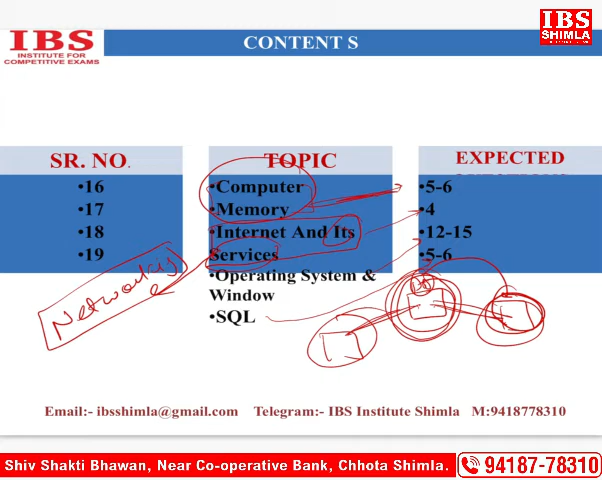 IBS
INSTITUTE FOR
COMPETITIVE EXAMS
CONTENT S
IBS
SHIMLA
SR. NO.
•16
•17
•18
•19
TOPIC
•Computer
•Memory
•Internet And Its
Services
•Operating System &
Window
•SQL
EXPECTED
•5-6
•4
•12-15
•5-6
Networking
Email:- ibsshimla@gmail.com Telegram:- IBS Institute Shimla M:9418778310
Shiv Shakti Bhawan, Near Co-operative Bank, Chhota Shimla. 94187-78310